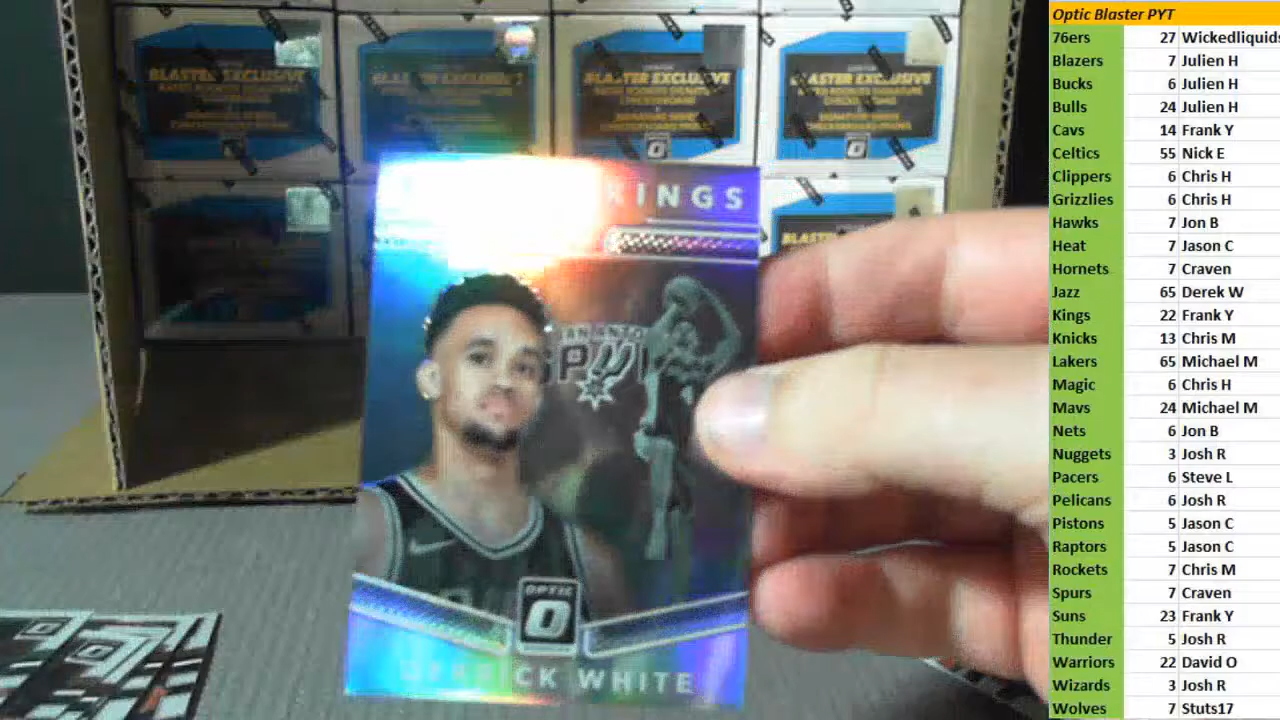 BLASTER EXCLUSIVE
BLASTER EXCLUSIVE
BLASTER EXCLUSIVE
BLASTER EXCLUSIVE
KINGS
SPURS
OPTIC
WHITE
Optic Blaster PYT
76ers 27 Wickedliquids
Blazers 7 Julien H
Bucks 6 Julien H
Bulls 24 Julien H
Cavs 14 Frank Y
Celtics 55 Nick E
Clippers 6 Chris H
Grizzlies 6 Chris H
Hawks 7 Jon B
Heat 7 Jason C
Hornets 7 Craven
Jazz 65 Derek W
Kings 22 Frank Y
Knicks 13 Chris M
Lakers 65 Michael M
Magic 6 Chris H
Mavs 24 Michael M
Nets 6 Jon B
Nuggets 3 Josh R
Pacers 6 Steve L
Pelicans 6 Josh R
Pistons 5 Jason C
Raptors 5 Jason C
Rockets 7 Chris M
Spurs 7 Craven
Suns 23 Frank Y
Thunder 5 Josh R
Warriors 22 David O
Wizards 3 Josh R
Wolves 7 Stuts17